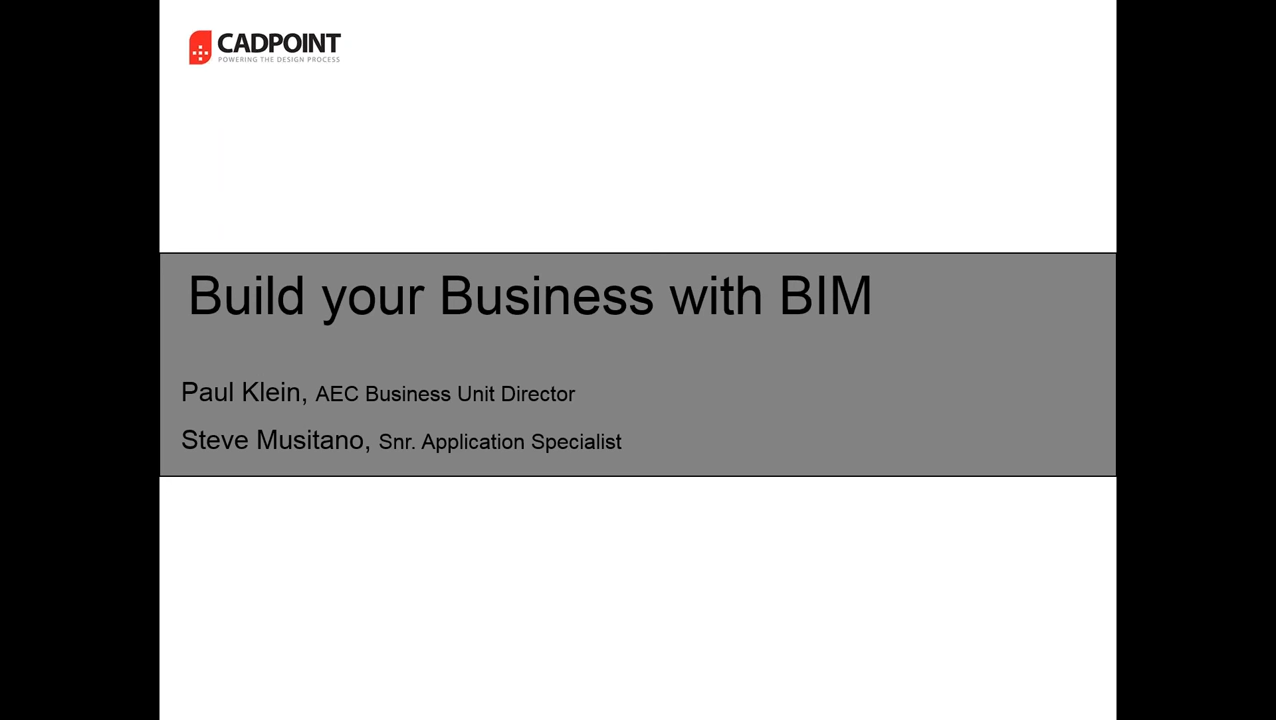 CADPOINT
POWERING THE DESIGN PROCESS
Build your Business with BIM
Paul Klein, AEC Business Unit Director
Steve Musitano, Snr. Application Specialist